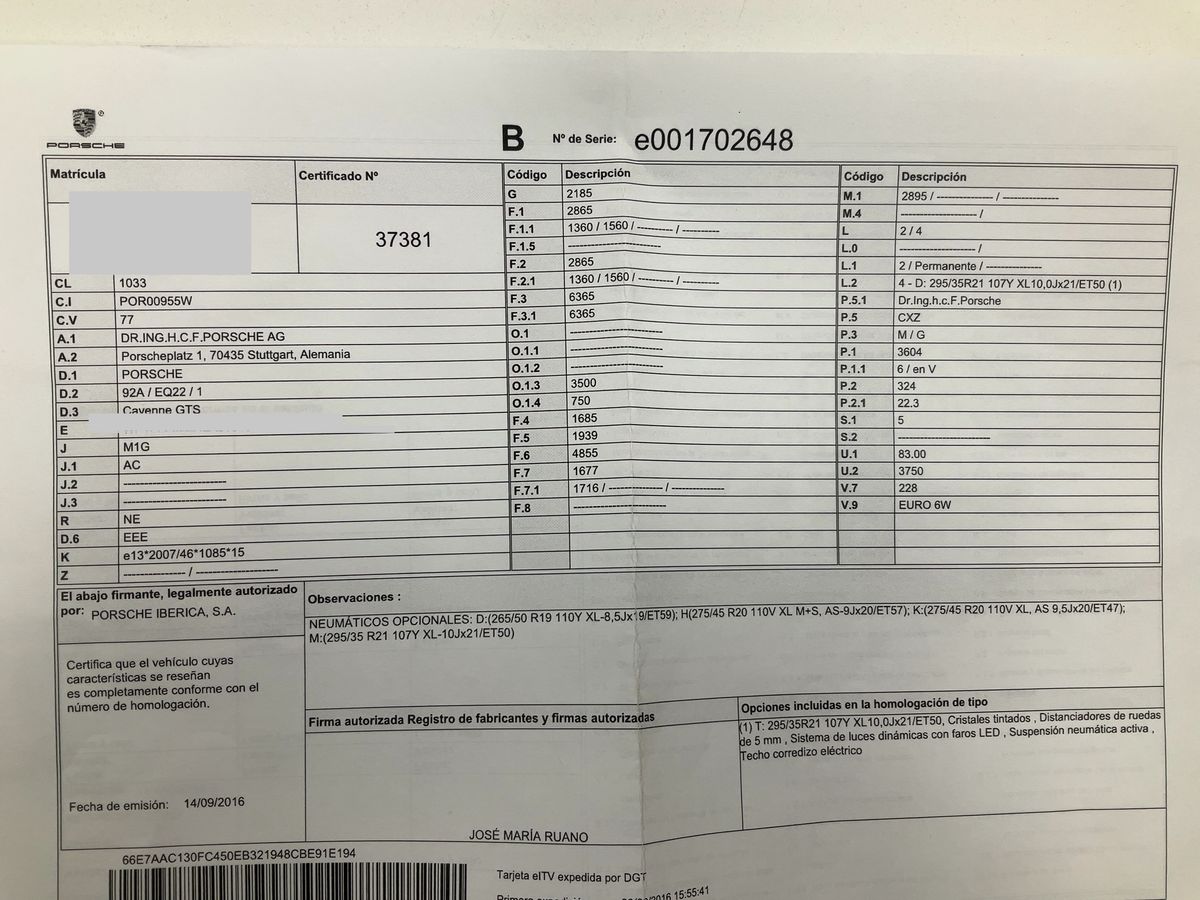 PORSCHE
B Nº de Serie: e001702648
Matrícula
Certificado Nº
37381
CL 1033
C.I POR00955W
C.V 77
A.1 DR.ING.H.C.F.PORSCHE AG
A.2 Porscheplatz 1, 70435 Stuttgart, Alemania
D.1 PORSCHE
D.2 92A / EQ22 / 1
D.3 Cayenne GTS
E
J M1G
J.1 AC
J.2 --------------------------
J.3 --------------------------
R NE
D.6 EEE
K e13*2007/46*1085*15
Z --------------- / --------------------
Código Descripción
G 2185
F.1 2865
F.1.1 1360 / 1560 / --------- / ---------
F.1.5 ----------------------
F.2 2865
F.2.1 1360 / 1560 / --------- / ---------
F.3 6365
F.3.1 6365
O.1 ----------------------
O.1.1 ----------------------
O.1.2 ----------------------
O.1.3 3500
O.1.4 750
F.4 1685
F.5 1939
F.6 4855
F.7 1677
F.7.1 1716 / ------------- / -------------
F.8 ----------------------
Código Descripción
M.1 2895 / -------------- / --------------
M.4 ------------------- /
L 2 / 4
L.0 ------------------- /
L.1 2 / Permanente / --------------
L.2 4 - D: 295/35R21 107Y XL10,0Jx21/ET50 (1)
P.5.1 Dr.Ing.h.c.F.Porsche
P.5 CXZ
P.3 M / G
P.1 3604
P.1.1 6 / en V
P.2 324
P.2.1 22.3
S.1 5
S.2 -----------------------
U.1 83.00
U.2 3750
V.7 228
V.9 EURO 6W
El abajo firmante, legalmente autorizado
por: PORSCHE IBERICA, S.A.
Certifica que el vehículo cuyas
características se reseñan
es completamente conforme con el
número de homologación.
Fecha de emisión: 14/09/2016
Observaciones :
NEUMÁTICOS OPCIONALES: D:(265/50 R19 110Y XL-8,5Jx19/ET59); H(275/45 R20 110V XL M+S, AS-9Jx20/ET57); K:(275/45 R20 110V XL, AS 9,5Jx20/ET47);
M:(295/35 R21 107Y XL-10Jx21/ET50)
Firma autorizada Registro de fabricantes y firmas autorizadas
JOSÉ MARÍA RUANO
Opciones incluidas en la homologación de tipo
(1) T: 295/35R21 107Y XL10,0Jx21/ET50, Cristales tintados , Distanciadores de ruedas
de 5 mm , Sistema de luces dinámicas con faros LED , Suspensión neumática activa ,
Techo corredizo eléctrico
66E7AAC130FC450EB321948CBE91E194
Tarjeta eITV expedida por DGT
2016 15:55:41